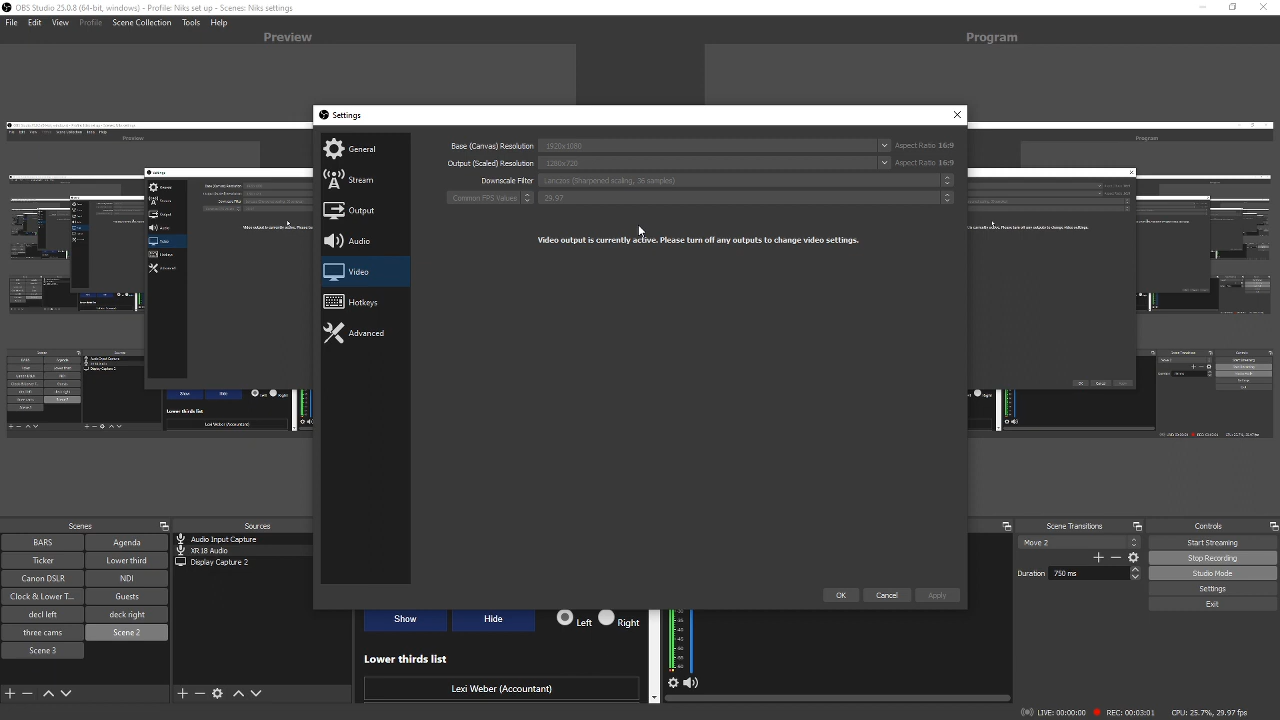 OBS Studio 25.0.8 (64-bit, windows) - Profile: Niks set up - Scenes: Niks settings
File Edit View Profile Scene Collection Tools Help
Preview
Program
Settings
General
Stream
Output
Audio
Video
Hotkeys
Advanced
Base (Canvas) Resolution 1920x1080 Aspect Ratio 16:9
Output (Scaled) Resolution 1280x720 Aspect Ratio 16:9
Downscale Filter Lanczos (Sharpened scaling, 36 samples)
Common FPS Values 29.97
Video output is currently active. Please turn off any outputs to change video settings.
OK Cancel Apply
Scenes
BARS Agenda
Ticker Lower third
Canon DSLR NDI
Clock & Lower T... Guests
decl left deck right
three cams Scene 2
Scene 3
Sources
Audio Input Capture
XR18 Audio
Display Capture 2
Show Hide Left Right
Lower thirds list
Lexi Weber (Accountant)
-35
-40
-45
-50
-55
-60
Scene Transitions
Move 2
Duration 750 ms
Controls
Start Streaming
Stop Recording
Studio Mode
Settings
Exit
LIVE: 00:00:00 REC: 00:03:01 CPU: 25.7%, 29.97 fps